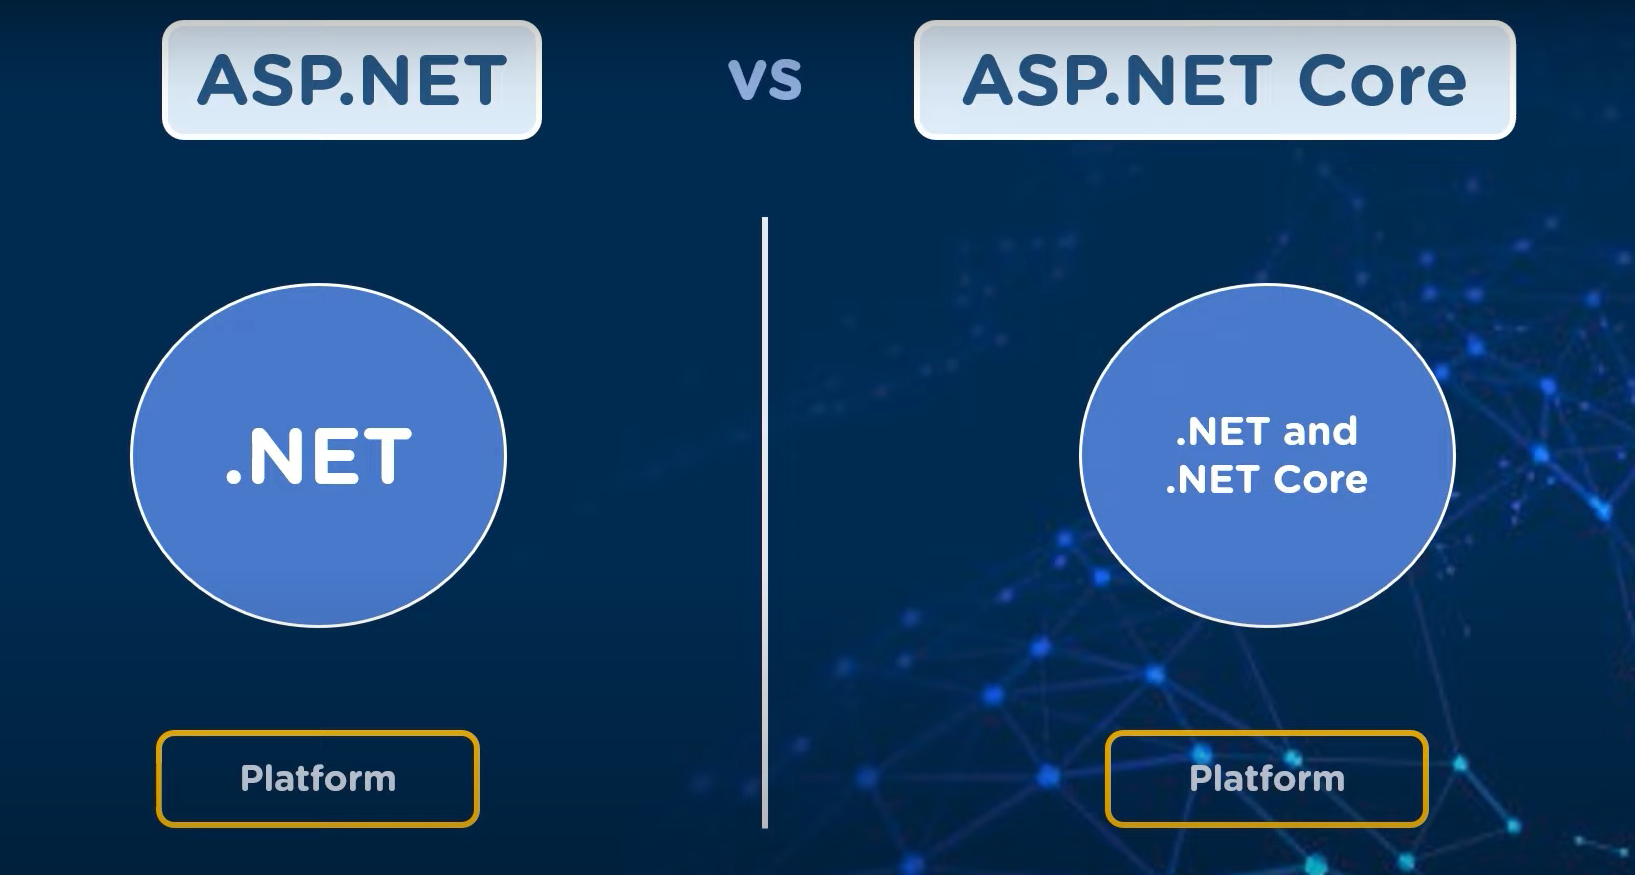 ASP.NET
vs
ASP.NET Core
.NET
.NET and
.NET Core
Platform
Platform